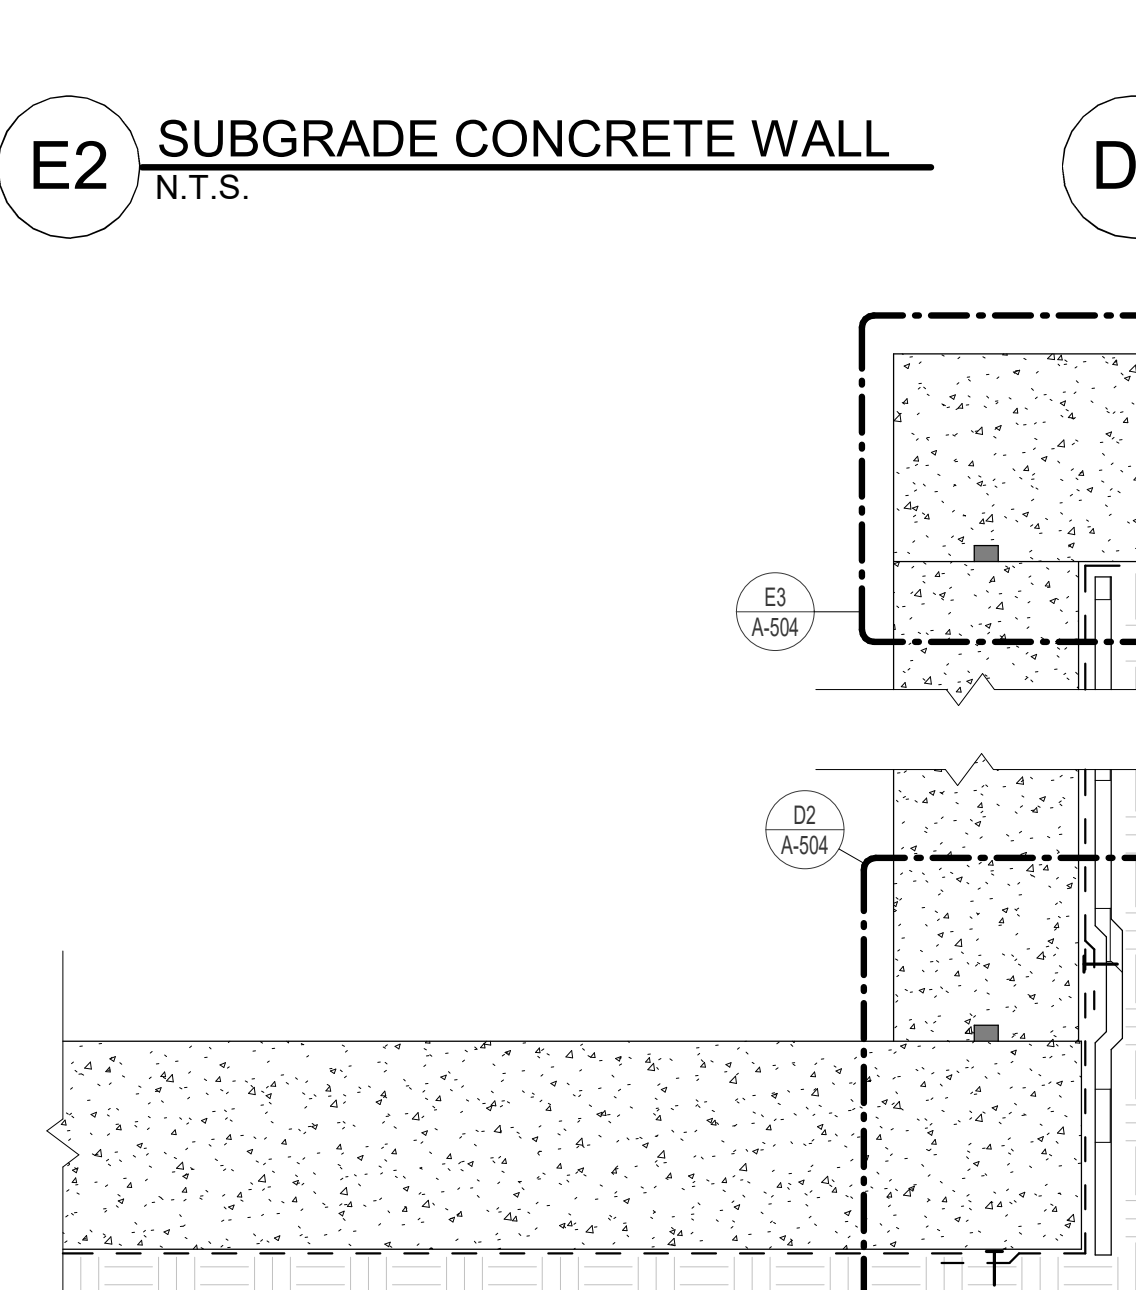 E2
SUBGRADE CONCRETE WALL
N.T.S.
D
E3
A-504
D2
A-504